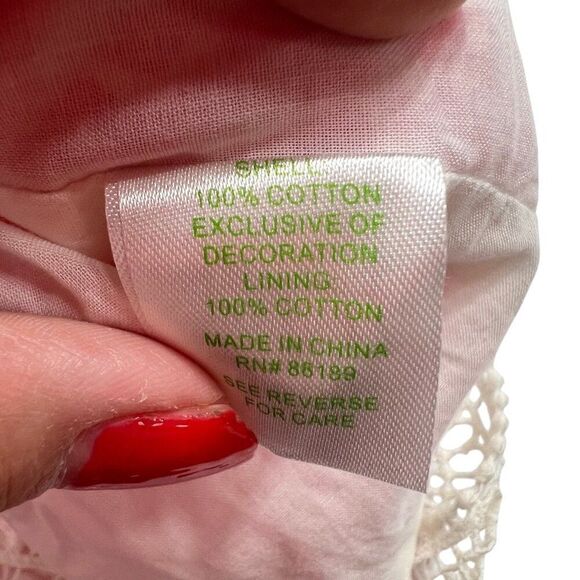 SHELL
100% COTTON
EXCLUSIVE OF
DECORATION
LINING
100% COTTON
MADE IN CHINA
RN# 86189
SEE REVERSE
FOR CARE